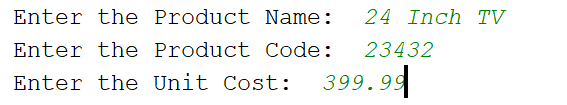 Enter the Product Name:  24 Inch TV
Enter the Product Code:  23432
Enter the Unit Cost:  399.99